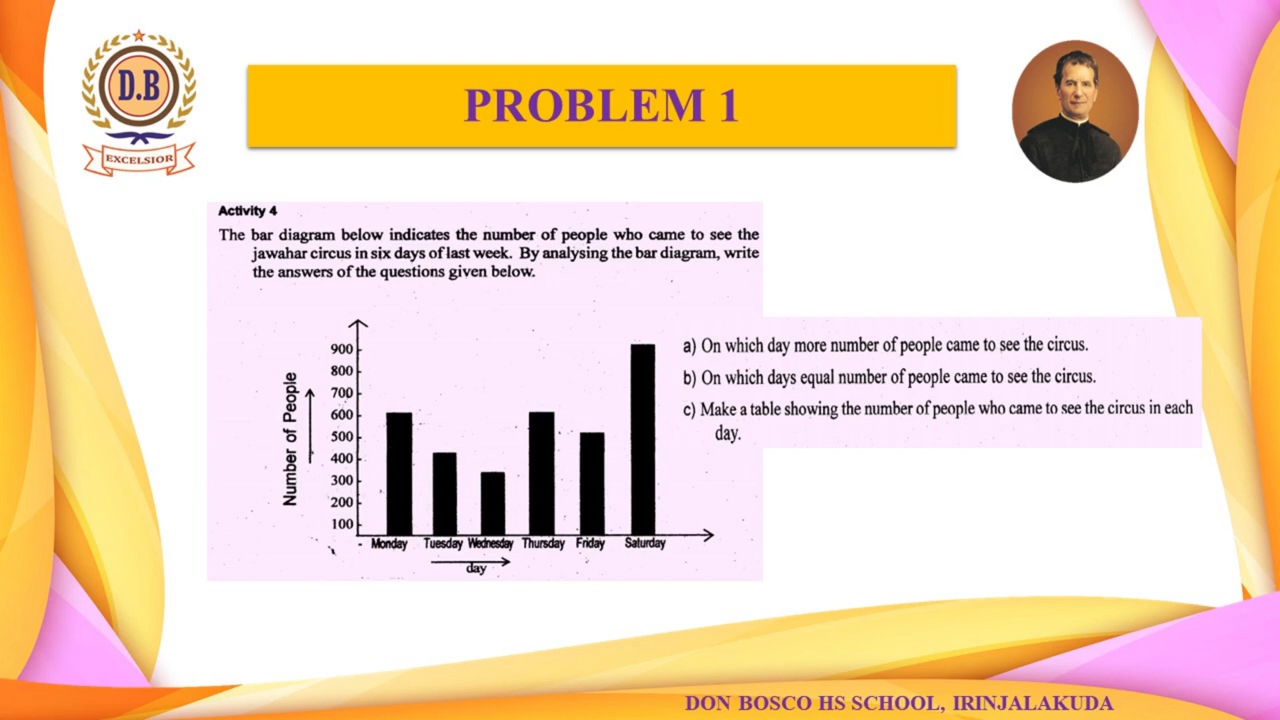 D.B
EXCELSIOR
PROBLEM 1
Activity 4
The bar diagram below indicates the number of people who came to see the
jawahar circus in six days of last week. By analysing the bar diagram, write
the answers of the questions given below.
Number of People
900
800
700
600
500
400
300
200
100
Monday Tuesday Wednesday Thursday Friday Saturday
day
a) On which day more number of people came to see the circus.
b) On which days equal number of people came to see the circus.
c) Make a table showing the number of people who came to see the circus in each
day.
DON BOSCO HS SCHOOL, IRINJALAKUDA